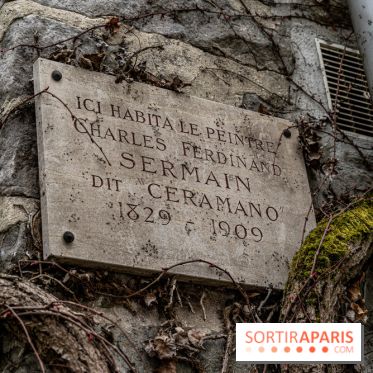 ICI HABITA LE PEINTRE
CHARLES FERDINAND
SERMAIN
DIT "CERAMANO"
1829 - 1909
SORTIRAPARIS
.COM